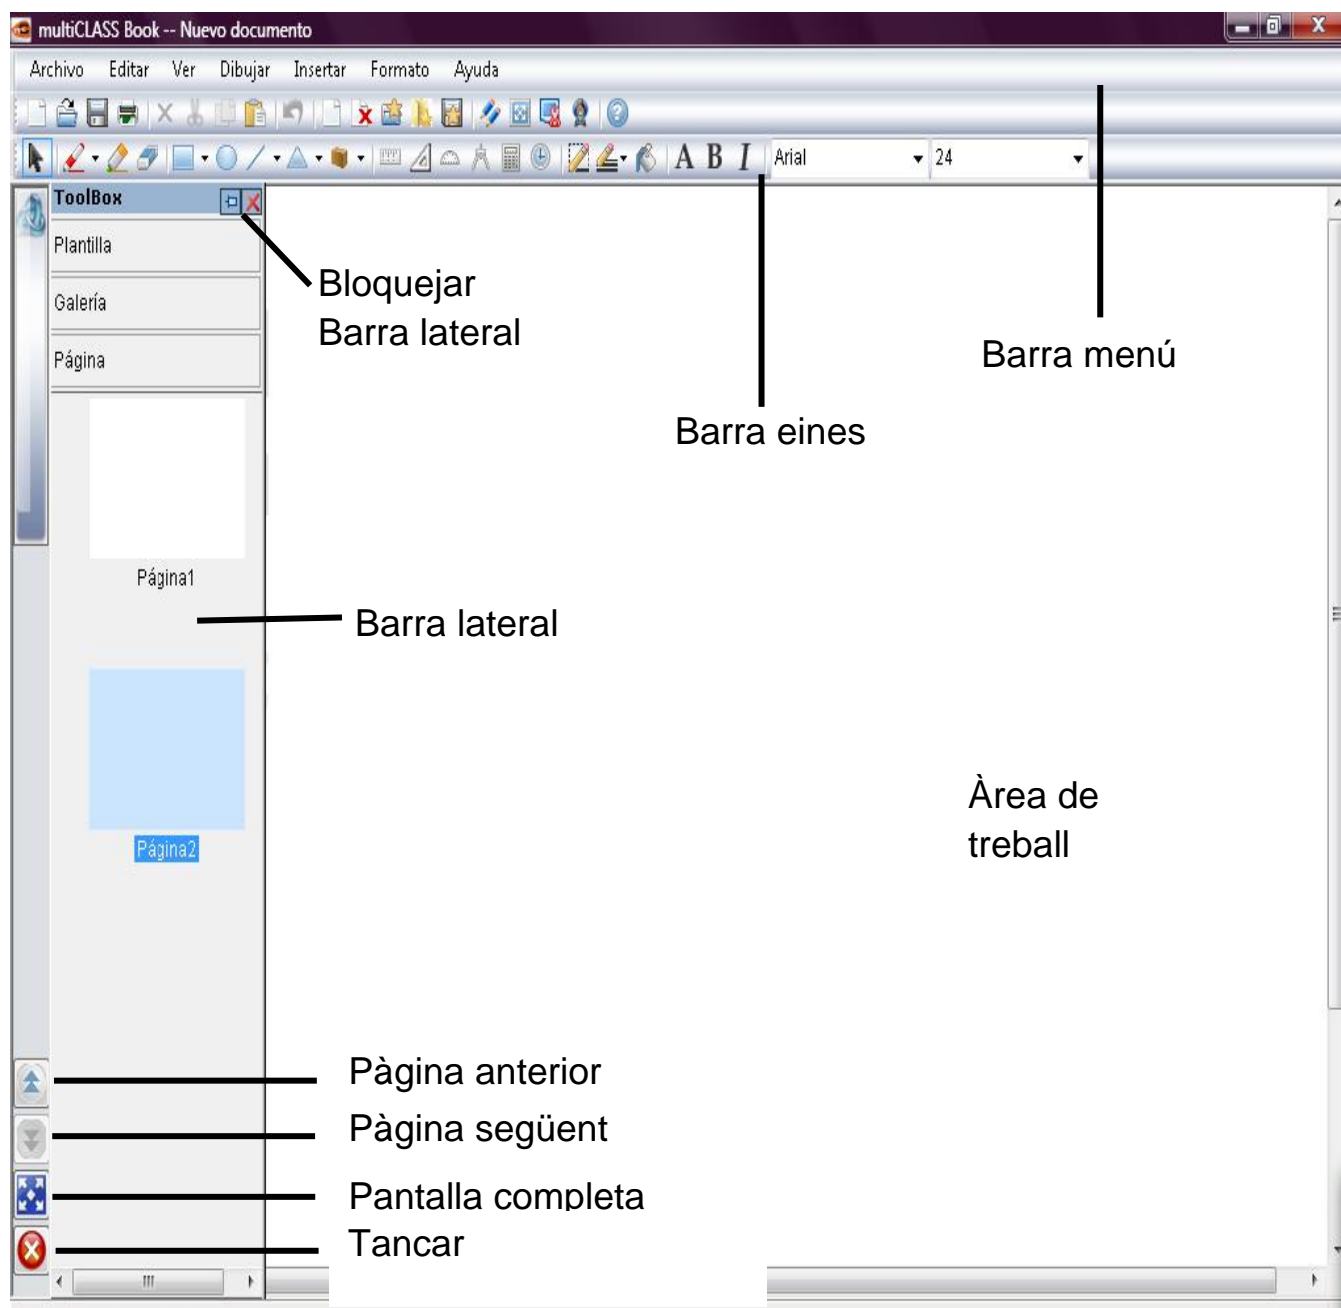 multiCLASS Book -- Nuevo documento
Archivo Editar Ver Dibujar Insertar Formato Ayuda
A B I Arial 24
ToolBox
Plantilla
Galería
Página
Bloquejar
Barra lateral
Barra menú
Barra eines
Página1
Barra lateral
Página2
Àrea de
treball
Pàgina anterior
Pàgina següent
Pantalla completa
Tancar